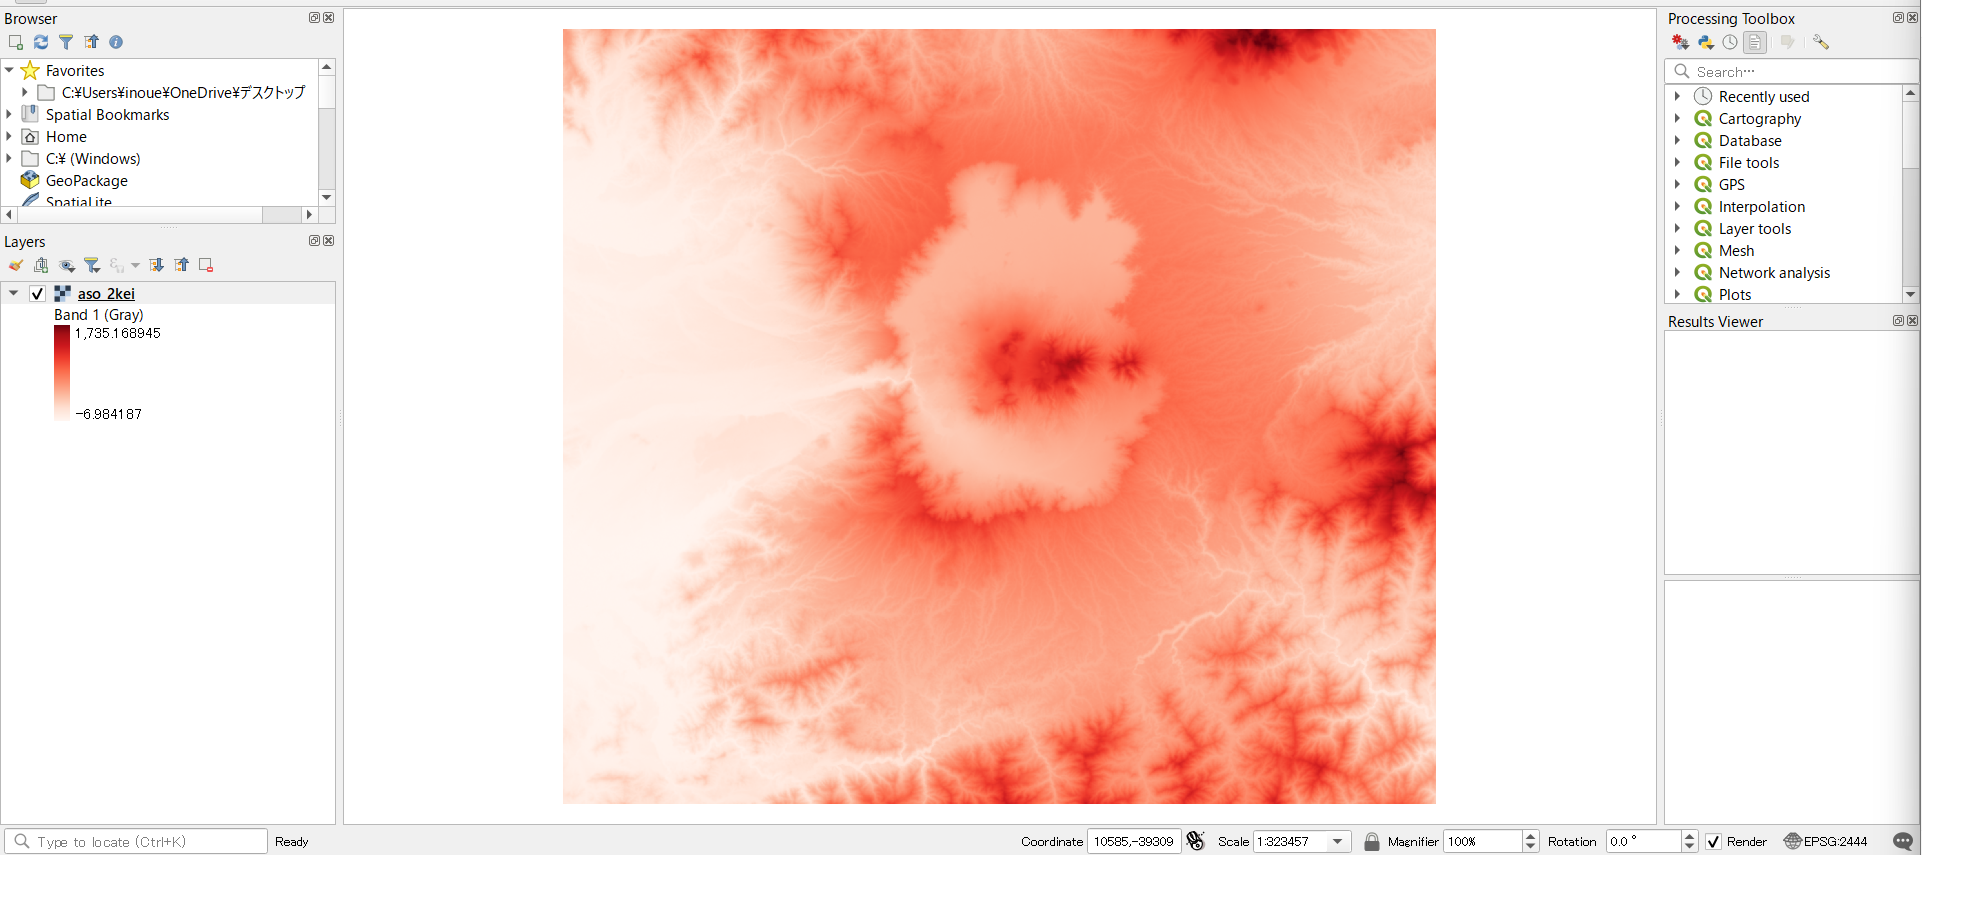 Browser
Favorites
C:¥Users¥inoue¥OneDrive¥デスクトップ
Spatial Bookmarks
Home
C:¥ (Windows)
GeoPackage
SpatiaLite
Layers
aso_2kei
Band 1 (Gray)
1,735.168945
-6.984187
Processing Toolbox
Search…
Recently used
Cartography
Database
File tools
GPS
Interpolation
Layer tools
Mesh
Network analysis
Plots
Results Viewer
Type to locate (Ctrl+K)
Ready
Coordinate 10585,-39309
Scale 1:323457
Magnifier 100%
Rotation 0.0 °
Render
EPSG:2444